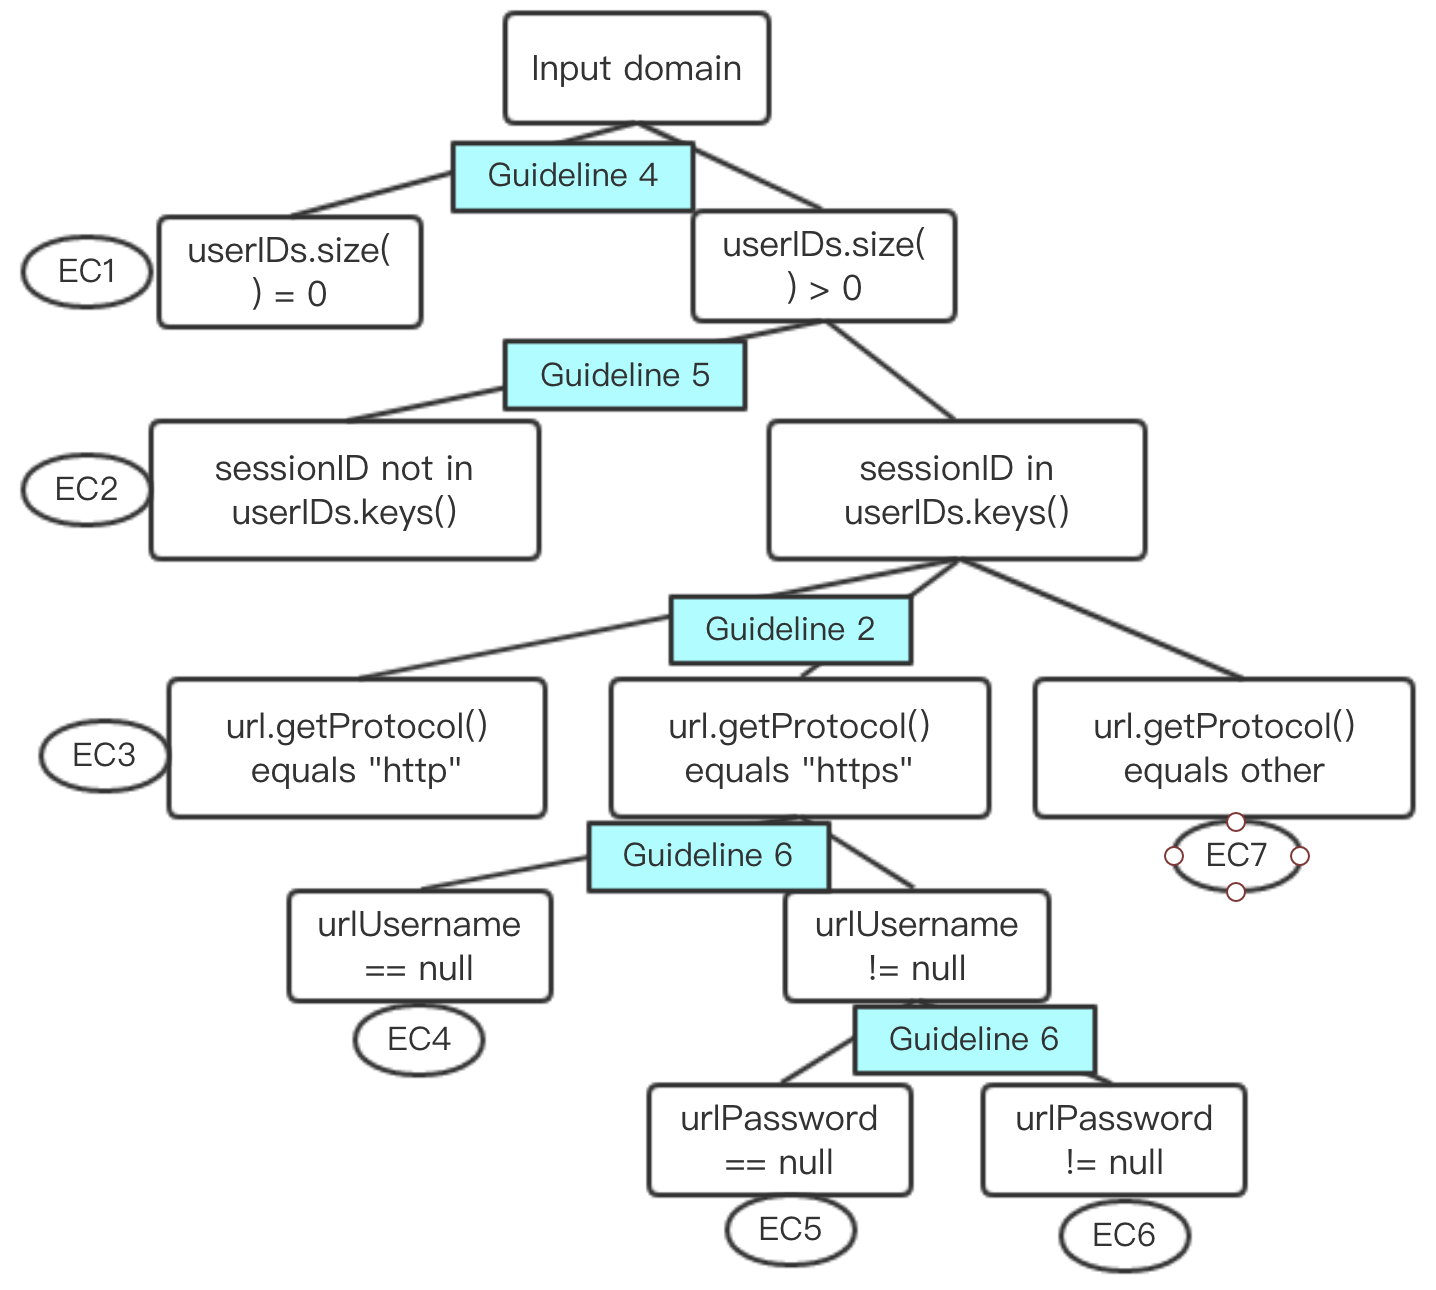 Input domain
Guideline 4
EC1
userIDs.size(
) = 0
userIDs.size(
) > 0
Guideline 5
EC2
sessionID not in
userIDs.keys()
sessionID in
userIDs.keys()
Guideline 2
EC3
url.getProtocol()
equals "http"
url.getProtocol()
equals "https"
url.getProtocol()
equals other
Guideline 6
EC7
urlUsername
== null
urlUsername
!= null
EC4
Guideline 6
urlPassword
== null
urlPassword
!= null
EC5
EC6